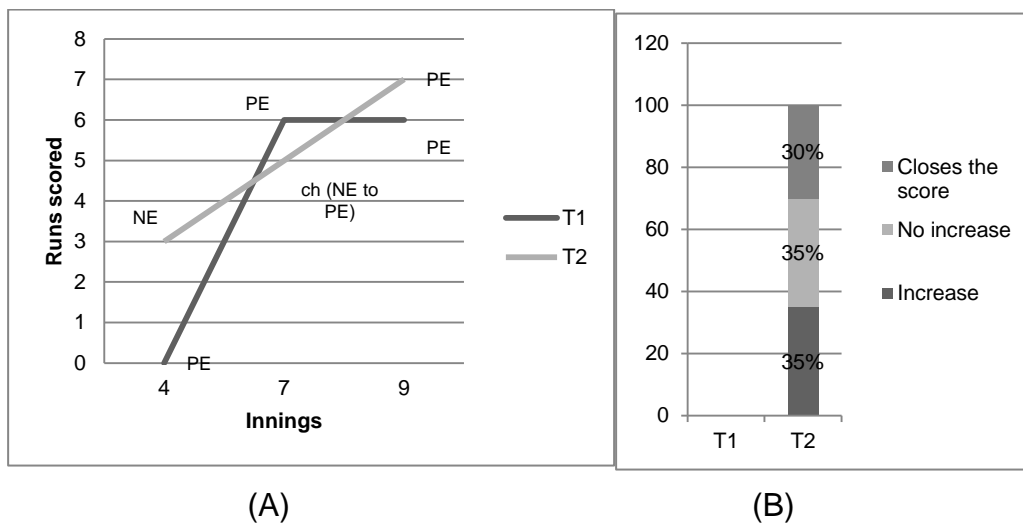 8
7
6
5
4
3
2
1
0
Runs scored
PE
PE
PE
NE
ch (NE to
PE)
PE
4 7 9
Innings
T1
T2
(A)
120
100
80
60
40
20
0
30%
35%
35%
T1 T2
Closes the
score
No increase
Increase
(B)